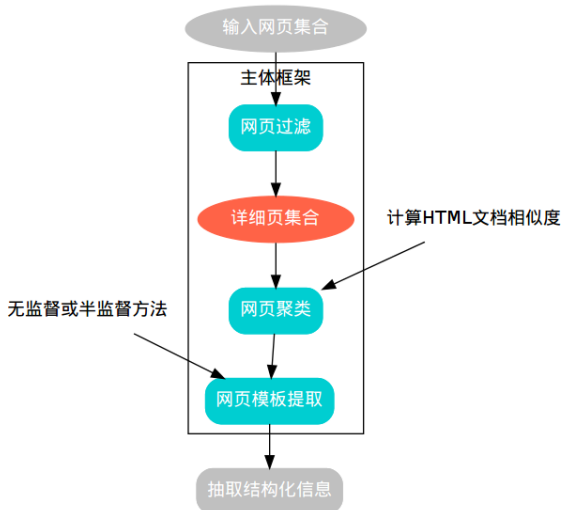 输入网页集合
主体框架
网页过滤
详细页集合
计算HTML文档相似度
网页聚类
无监督或半监督方法
网页模板提取
抽取结构化信息